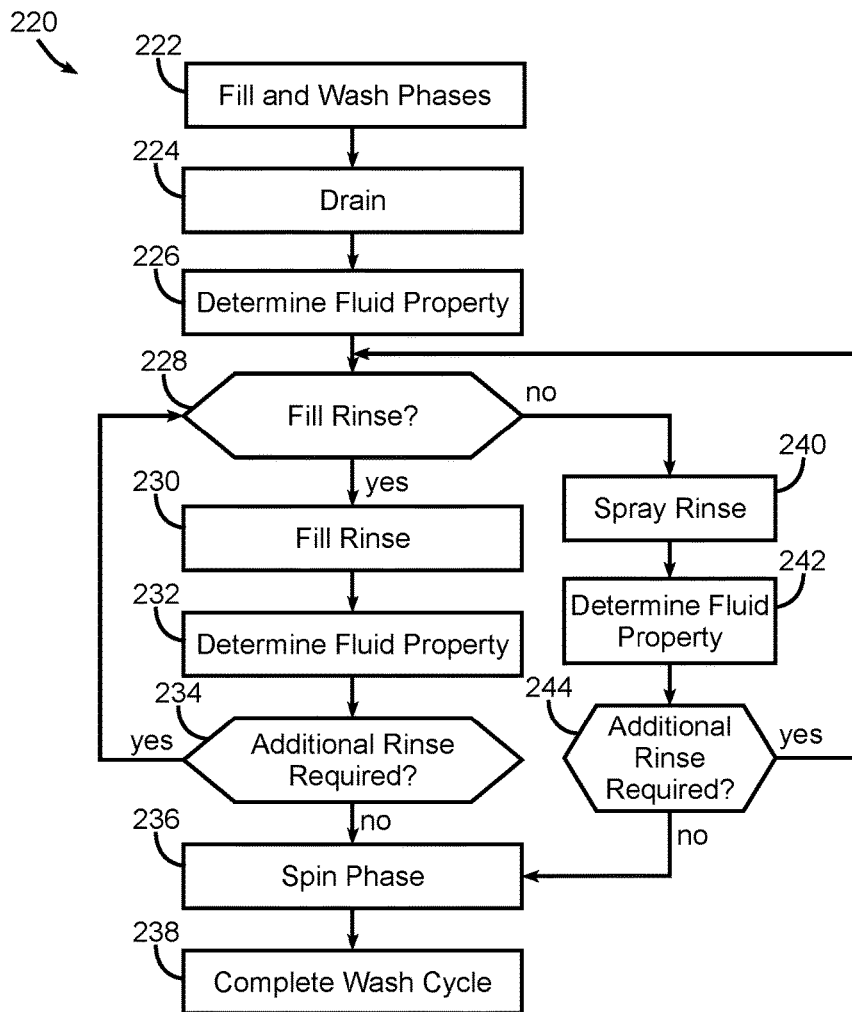 220
222
Fill and Wash Phases
224
Drain
226
Determine Fluid Property
228
Fill Rinse?
no
yes
230
Fill Rinse
232
Determine Fluid Property
234
yes
Additional Rinse
Required?
no
236
Spin Phase
238
Complete Wash Cycle
240
Spray Rinse
242
Determine Fluid
Property
244
Additional
Rinse
Required?
yes
no